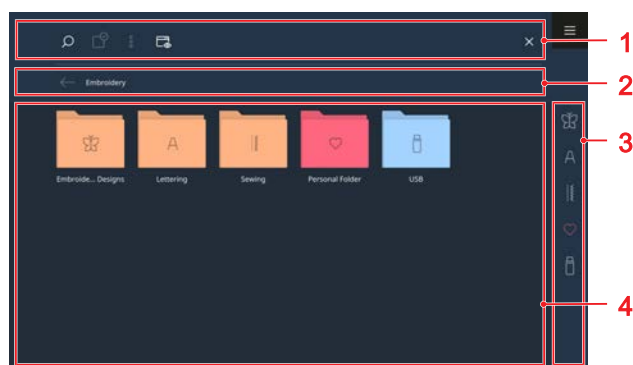 1
Embroidery
2
3
A
A
Embroide... Designs Lettering Sewing Personal Folder USB
4